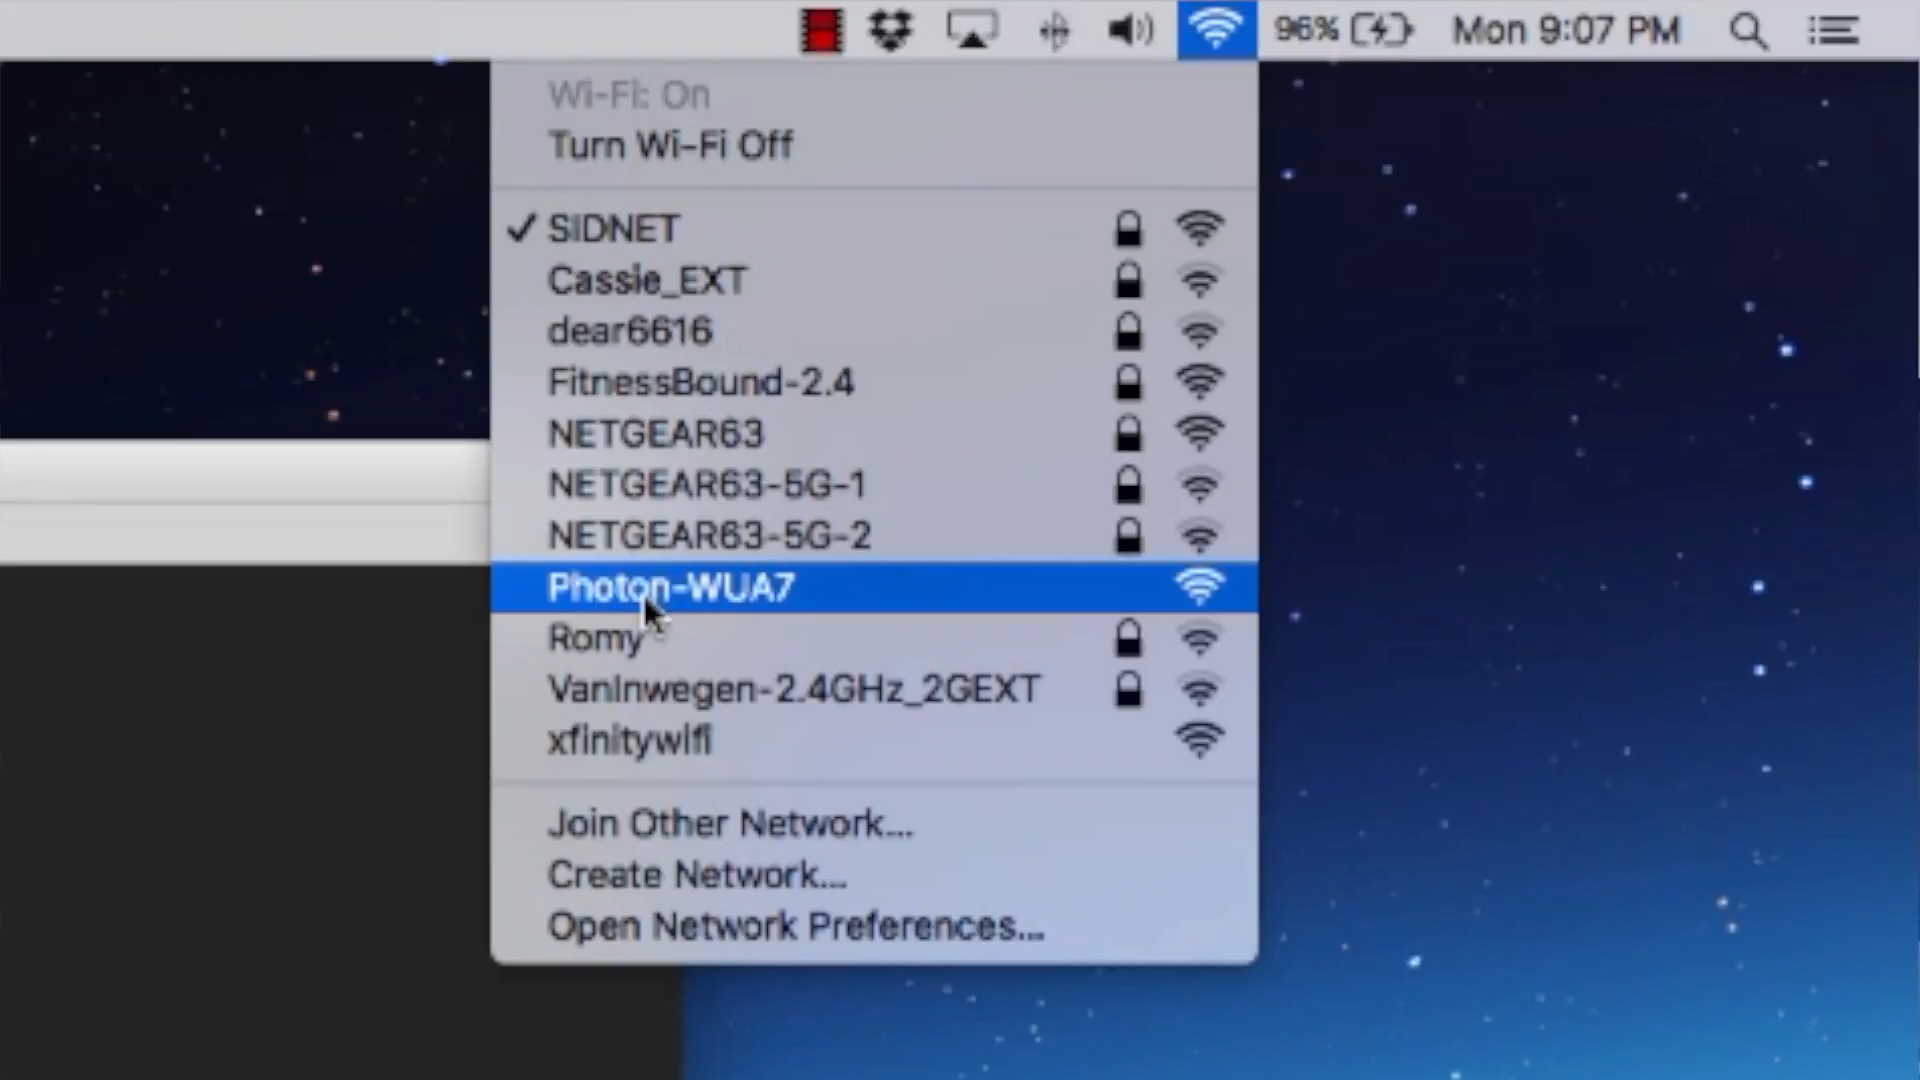 96% Mon 9:07 PM
Wi-Fi: On
Turn Wi-Fi Off
SIDNET
Cassie_EXT
dear6616
FitnessBound-2.4
NETGEAR63
NETGEAR63-5G-1
NETGEAR63-5G-2
Photon-WUA7
Romy
VanInwegen-2.4GHz_2GEXT
xfinitywifi
Join Other Network...
Create Network...
Open Network Preferences...